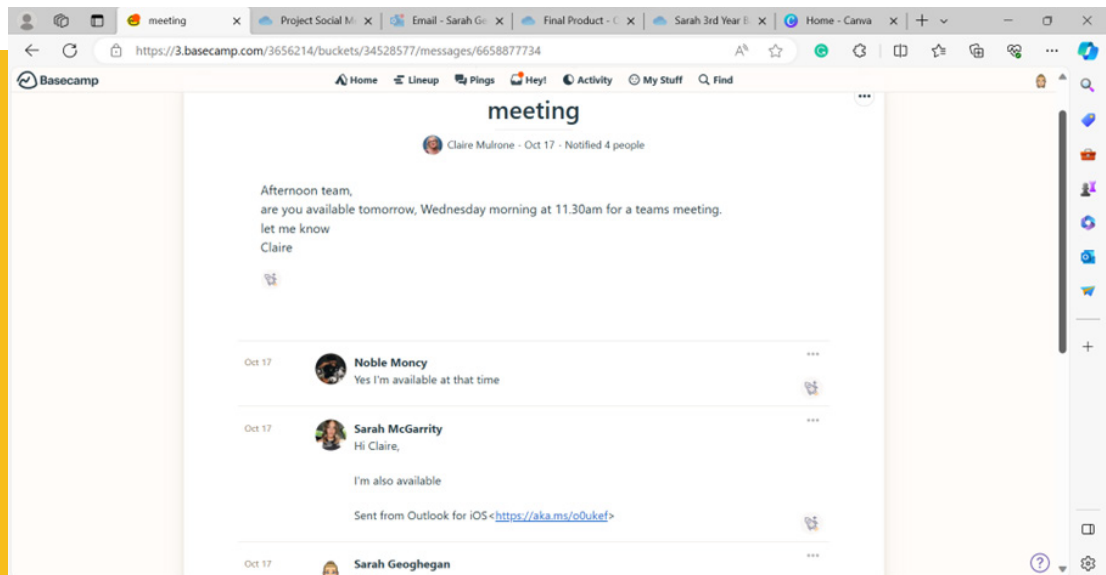 meeting
Project Social M
Email - Sarah Ge
Final Product - C
Sarah 3rd Year B
Home - Canva
https://3.basecamp.com/3656214/buckets/34528577/messages/6658877734
Basecamp
Home
Lineup
Pings
Hey!
Activity
My Stuff
Find
meeting
Claire Mulrone - Oct 17 - Notified 4 people
Afternoon team,
are you available tomorrow, Wednesday morning at 11.30am for a teams meeting.
let me know
Claire
Oct 17
Noble Moncy
Yes I'm available at that time
Oct 17
Sarah McGarrity
Hi Claire,
I'm also available
Sent from Outlook for iOS<https://aka.ms/o0ukef>
Oct 17
Sarah Geoghegan